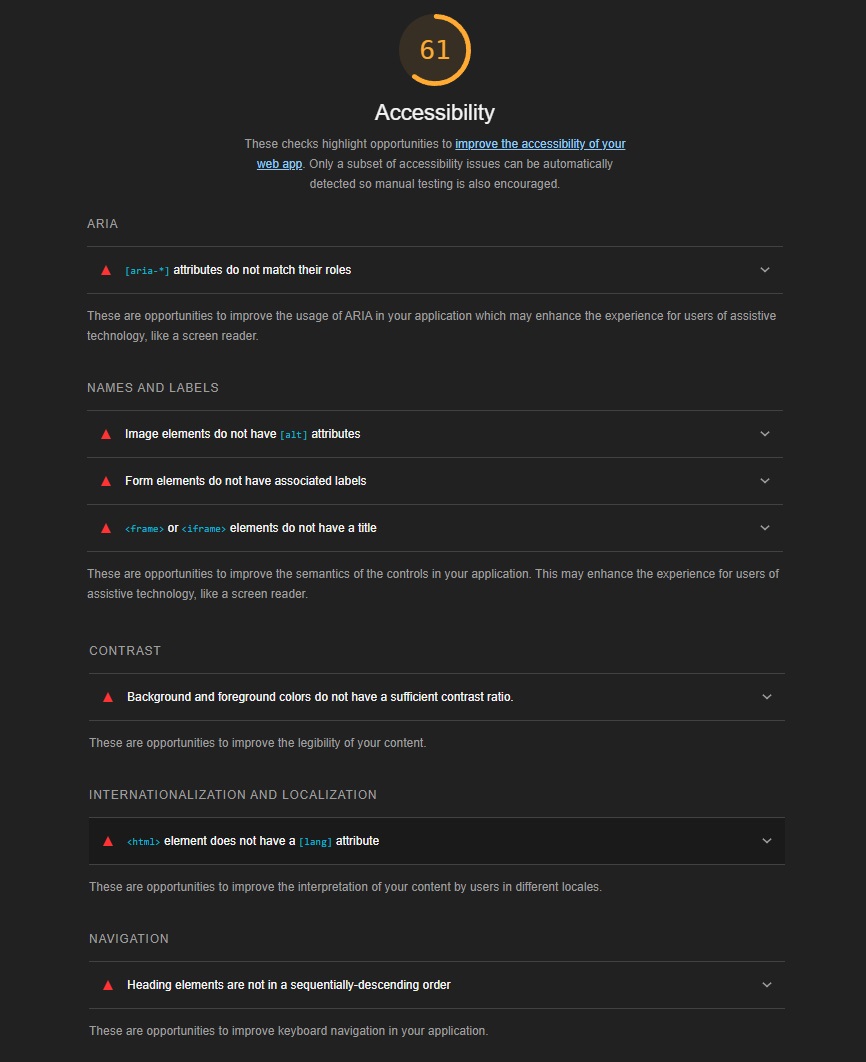 61
Accessibility
These checks highlight opportunities to improve the accessibility of your
web app. Only a subset of accessibility issues can be automatically
detected so manual testing is also encouraged.
ARIA
[aria-*] attributes do not match their roles
These are opportunities to improve the usage of ARIA in your application which may enhance the experience for users of assistive
technology, like a screen reader.
NAMES AND LABELS
Image elements do not have [alt] attributes
Form elements do not have associated labels
<frame> or <iframe> elements do not have a title
These are opportunities to improve the semantics of the controls in your application. This may enhance the experience for users of
assistive technology, like a screen reader.
CONTRAST
Background and foreground colors do not have a sufficient contrast ratio.
These are opportunities to improve the legibility of your content.
INTERNATIONALIZATION AND LOCALIZATION
<html> element does not have a [lang] attribute
These are opportunities to improve the interpretation of your content by users in different locales.
NAVIGATION
Heading elements are not in a sequentially-descending order
These are opportunities to improve keyboard navigation in your application.